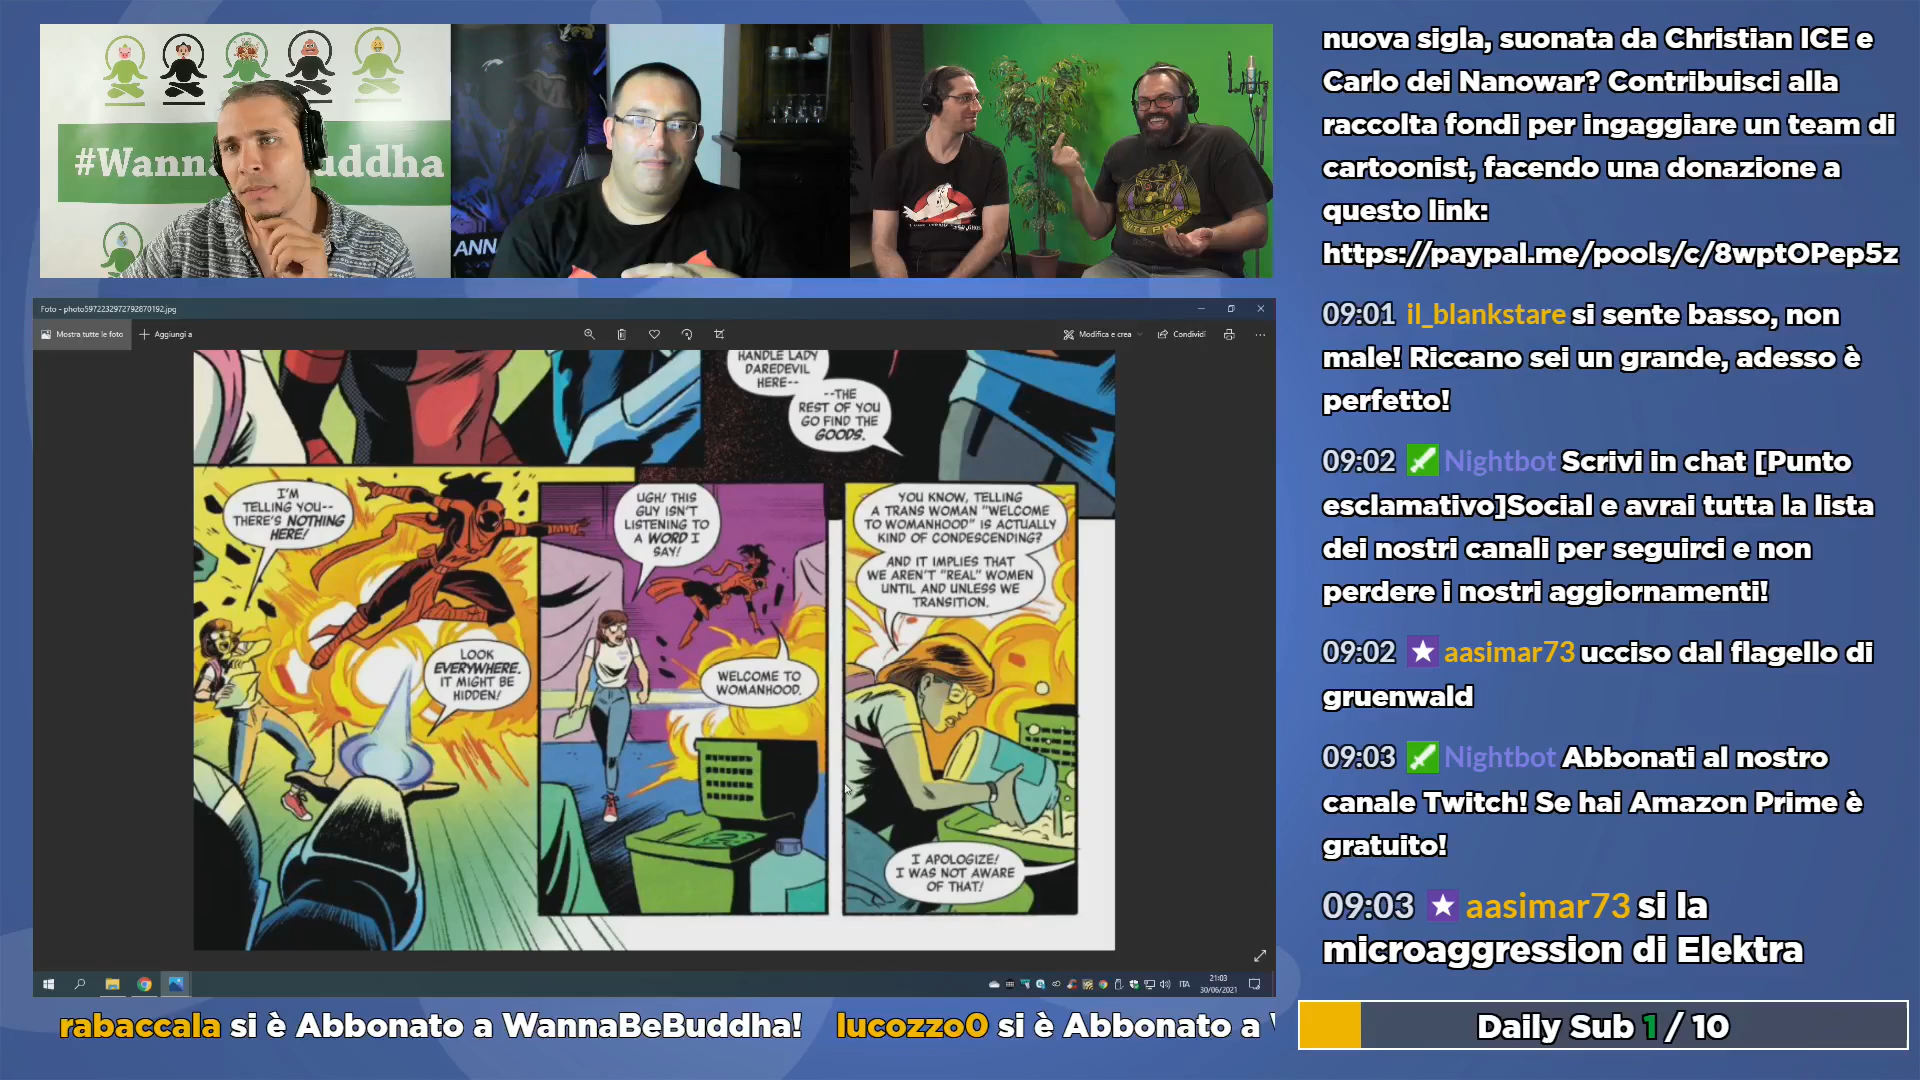 #Wann
uddha
ANN
Foto - photo5972232972792870192.jpg
Mostra tutte le foto
Aggiungi a
Modifica e crea
Condividi
HANDLE LADY
DAREDEVIL
HERE--
--THE
REST OF YOU
GO FIND THE
GOODS.
I'M
TELLING YOU--
THERE'S NOTHING
HERE!
LOOK
EVERYWHERE.
IT MIGHT BE
HIDDEN!
UGH! THIS
GUY ISN'T
LISTENING TO
A WORD I
SAY!
WELCOME TO
WOMANHOOD.
YOU KNOW, TELLING
A TRANS WOMAN "WELCOME
TO WOMANHOOD" IS ACTUALLY
KIND OF CONDESCENDING?
AND IT IMPLIES THAT
WE AREN'T "REAL" WOMEN
UNTIL AND UNLESS WE
TRANSITION.
I APOLOGIZE!
I WAS NOT AWARE
OF THAT!
ITA
21:03
30/06/2021
nuova sigla, suonata da Christian ICE e
Carlo dei Nanowar? Contribuisci alla
raccolta fondi per ingaggiare un team di
cartoonist, facendo una donazione a
questo link:
https://paypal.me/pools/c/8wptOPep5z
09:01 il_blankstare si sente basso, non
male! Riccano sei un grande, adesso è
perfetto!
09:02 Nightbot Scrivi in chat [Punto
esclamativo]Social e avrai tutta la lista
dei nostri canali per seguirci e non
perdere i nostri aggiornamenti!
09:02 aasimar73 ucciso dal flagello di
gruenwald
09:03 Nightbot Abbonati al nostro
canale Twitch! Se hai Amazon Prime è
gratuito!
09:03 aasimar73 si la
microaggression di Elektra
rabaccala si è Abbonato a WannaBeBuddha! lucozzo0 si è Abbonato a
Daily Sub 1 / 10